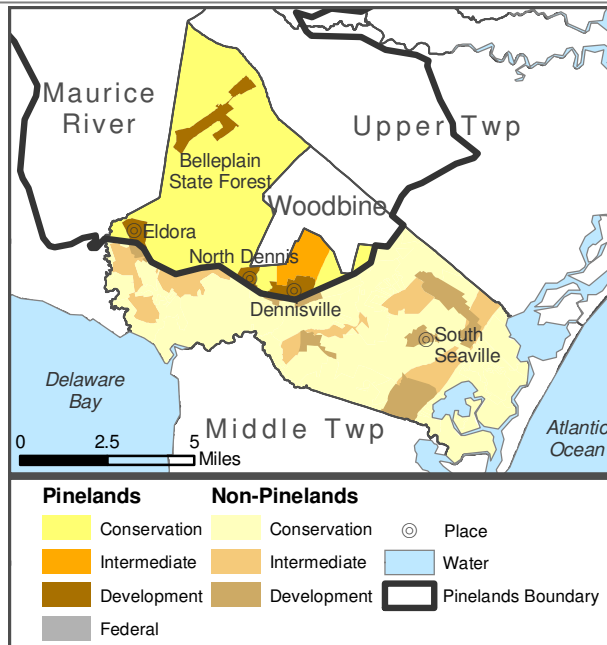 Maurice
River
Upper Twp
Belleplain
State Forest
Woodbine
Eldora
North Dennis
Dennisville
South
Seaville
Delaware
Bay
Middle Twp
Atlantic
Ocean
0 2.5 5
Miles
Pinelands Non-Pinelands
Conservation Conservation Place
Intermediate Intermediate Water
Development Development Pinelands Boundary
Federal